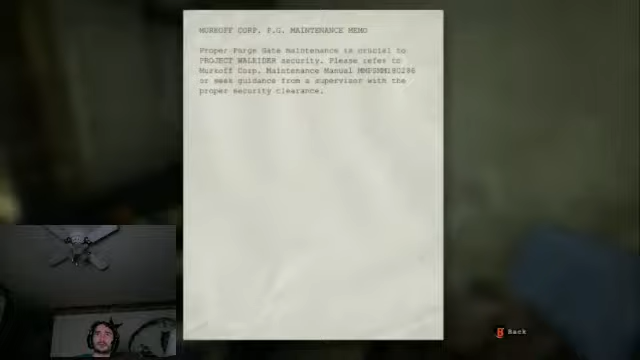 MURKOFF CORP. P.G. MAINTENANCE MEMO
Proper Purge Gate maintenance is crucial to
PROJECT WALRIDER security. Please refer to
Murkoff Corp. Maintenance Manual
or seek guidance from a supervisor with the
proper security clearance.
Back